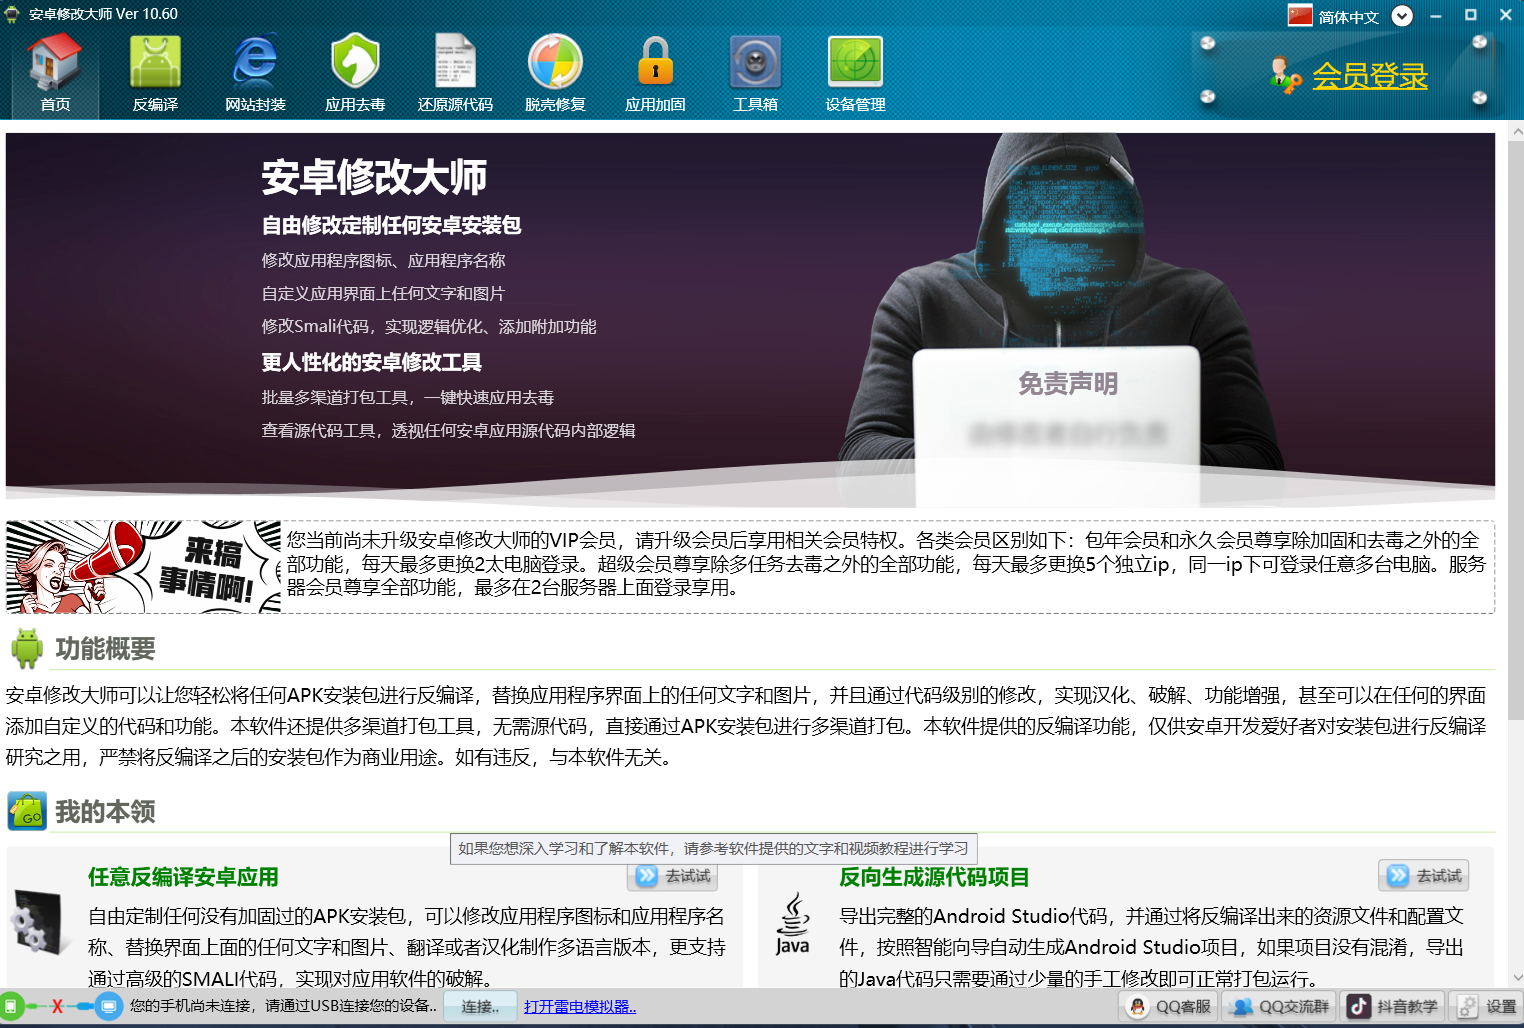 安卓修改大师 Ver 10.60
简体中文
首页
反编译
网站封装
应用去毒
还原源代码
脱壳修复
应用加固
工具箱
设备管理
会员登录
安卓修改大师
自由修改定制任何安卓安装包
修改应用程序图标、应用程序名称
自定义应用界面上任何文字和图片
修改Smali代码，实现逻辑优化、添加附加功能
更人性化的安卓修改工具
批量多渠道打包工具，一键快速应用去毒
查看源代码工具，透视任何安卓应用源代码内部逻辑
免责声明
来搞
事情啊!
您当前尚未升级安卓修改大师的VIP会员，请升级会员后享用相关会员特权。各类会员区别如下：包年会员和永久会员尊享除加固和去毒之外的全
部功能，每天最多更换2太电脑登录。超级会员尊享除多任务去毒之外的全部功能，每天最多更换5个独立ip，同一ip下可登录任意多台电脑。服务
器会员尊享全部功能，最多在2台服务器上面登录享用。
功能概要
安卓修改大师可以让您轻松将任何APK安装包进行反编译，替换应用程序界面上的任何文字和图片，并且通过代码级别的修改，实现汉化、破解、功能增强，甚至可以在任何的界面
添加自定义的代码和功能。本软件还提供多渠道打包工具，无需源代码，直接通过APK安装包进行多渠道打包。本软件提供的反编译功能，仅供安卓开发爱好者对安装包进行反编译
研究之用，严禁将反编译之后的安装包作为商业用途。如有违反，与本软件无关。
GO
我的本领
如果您想深入学习和了解本软件，请参考软件提供的文字和视频教程进行学习
任意反编译安卓应用
去试试
自由定制任何没有加固过的APK安装包，可以修改应用程序图标和应用程序名
称、替换界面上面的任何文字和图片、翻译或者汉化制作多语言版本，更支持
通过高级的SMALI代码，实现对应用软件的破解。
反向生成源代码项目
去试试
Java
导出完整的Android Studio代码，并通过将反编译出来的资源文件和配置文
件，按照智能向导自动生成Android Studio项目，如果项目没有混淆，导出
的Java代码只需要通过少量的手工修改即可正常打包运行。
X
您的手机尚未连接，请通过USB连接您的设备..
连接..
打开雷电模拟器..
QQ客服
QQ交流群
抖音教学
设置